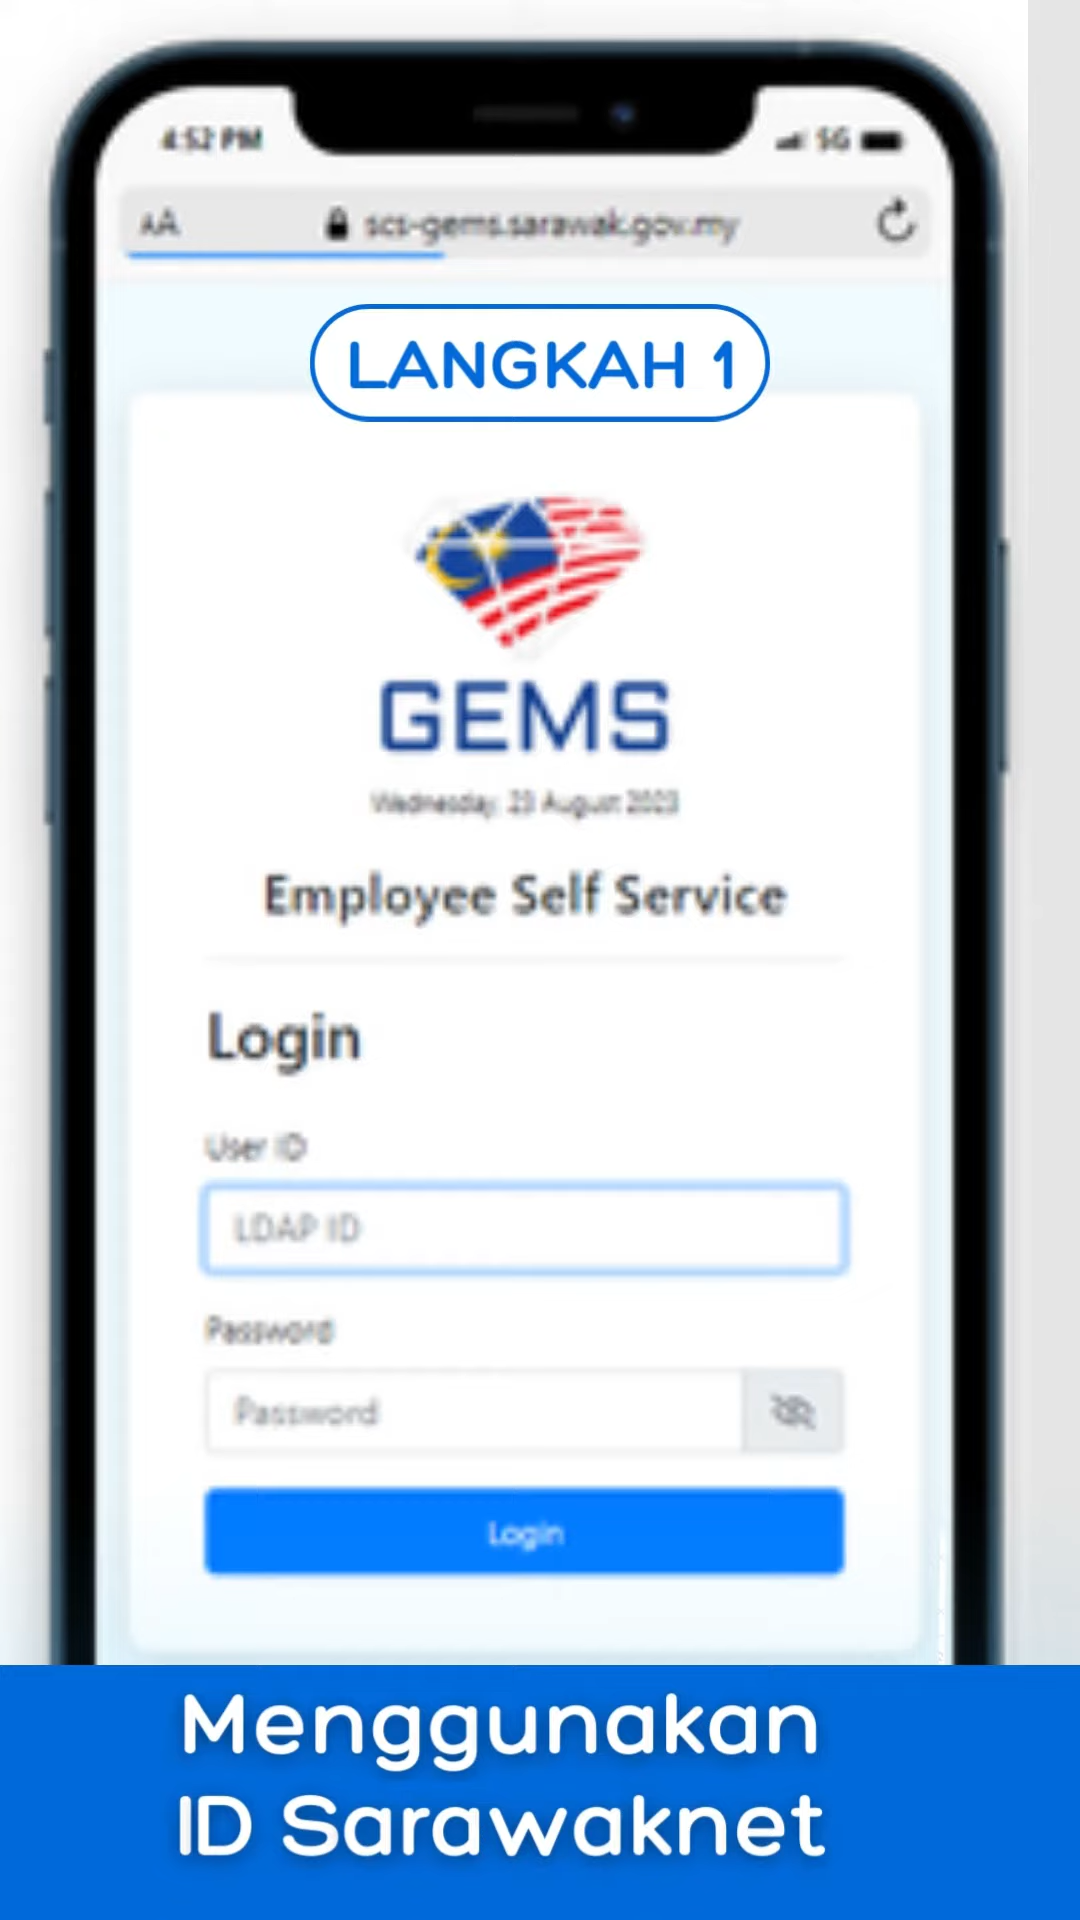 4:52 PM
5G
AA
scs-gems.sarawak.gov.my
LANGKAH 1
GEMS
Wednesday, 23 August 2023
Employee Self Service
Login
User ID
LDAP ID
Password
Password
Login
Menggunakan
ID Sarawaknet